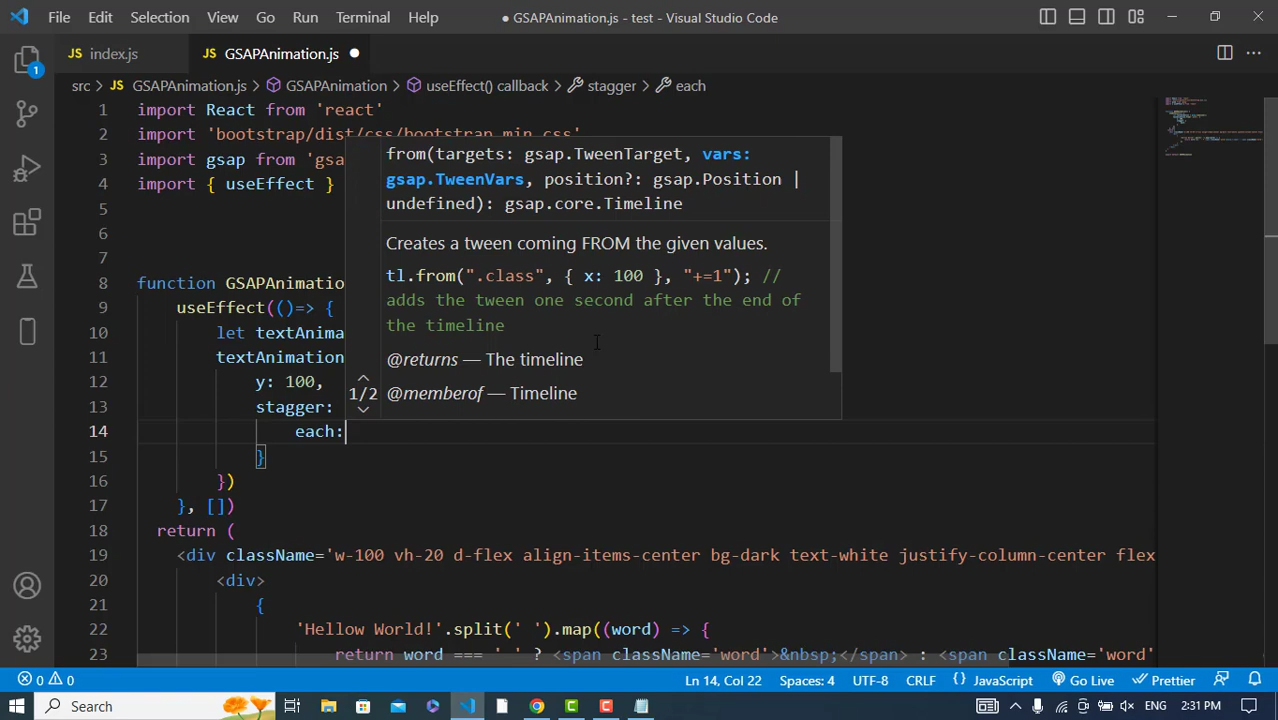 File Edit Selection View Go Run Terminal Help ● GSAPAnimation.js - test - Visual Studio Code
JS index.js JS GSAPAnimation.js ●
src > JS GSAPAnimation.js > GSAPAnimation > useEffect() callback > stagger > each
1 import React from 'react'
2 import 'bootstrap/dist/css/bootstrap.min.css'
3 import gsap from 'gsa
4 import { useEffect }
5
6
7
8 function GSAPAnimatio
9 useEffect(()=> {
10 let textAnima
11 textAnimation
12 y: 100,
13 stagger:
14 each:
15 }
16 })
17 }, [])
18 return (
19 <div className='w-100 vh-20 d-flex align-items-center bg-dark text-white justify-column-center flex
20 <div>
21 {
22 'Hellow World!'.split(' ').map((word) => {
23 return word === ' ' ? <span className='word'>&nbsp;</span> : <span className='word'
from(targets: gsap.TweenTarget, vars:
gsap.TweenVars, position?: gsap.Position |
undefined): gsap.core.Timeline
Creates a tween coming FROM the given values.
tl.from(".class", { x: 100 }, "+=1"); //
adds the tween one second after the end of
the timeline
@returns — The timeline
1/2
@memberof — Timeline
1
0 0 Ln 14, Col 22 Spaces: 4 UTF-8 CRLF {} JavaScript Go Live Prettier
Search ENG 2:31 PM